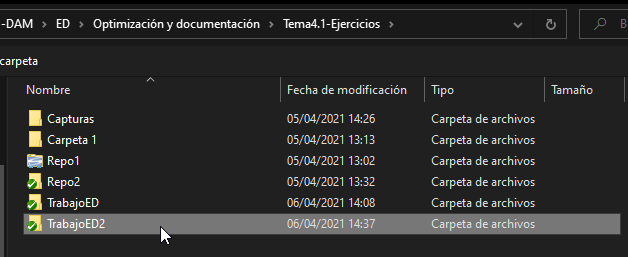 -DAM > ED > Optimización y documentación > Tema4.1-Ejercicios >
carpeta
Nombre Fecha de modificación Tipo Tamaño
Capturas 05/04/2021 14:26 Carpeta de archivos
Carpeta 1 05/04/2021 13:13 Carpeta de archivos
Repo1 05/04/2021 13:02 Carpeta de archivos
Repo2 05/04/2021 13:32 Carpeta de archivos
TrabajoED 06/04/2021 14:08 Carpeta de archivos
TrabajoED2 06/04/2021 14:37 Carpeta de archivos